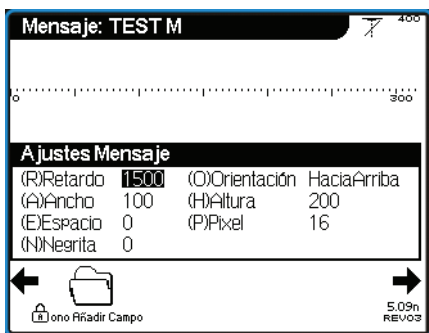 Mensaje: TEST M
400
0 300
Ajustes Mensaje
(R)Retardo 1500 (O)Orientación HaciaArriba
(A)Ancho 100 (H)Altura 200
(E)Espacio 0 (P)Pixel 16
(N)Negrita 0
A ono Añadir Campo
5.09n
REV03